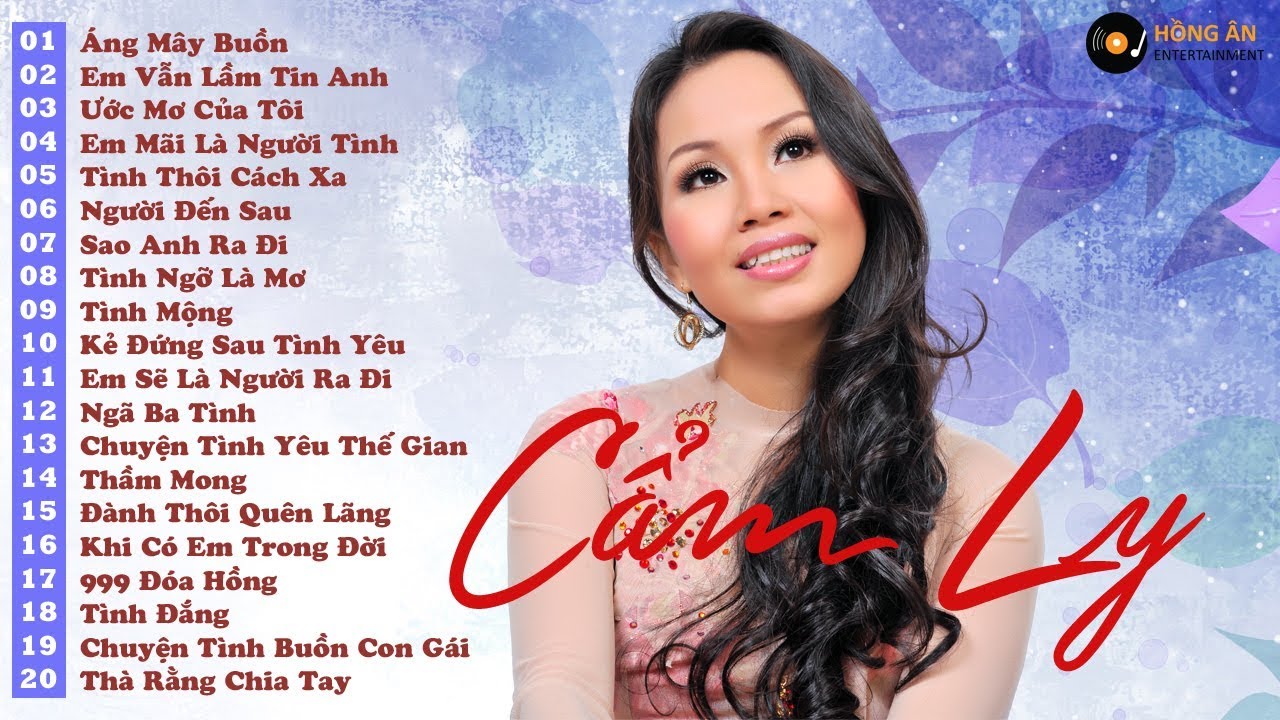 01 Áng Mây Buồn
02 Em Vẫn Lầm Tin Anh
03 Ước Mơ Của Tôi
04 Em Mãi Là Người Tình
05 Tình Thôi Cách Xa
06 Người Đến Sau
07 Sao Anh Ra Đi
08 Tình Ngỡ Là Mơ
09 Tình Mộng
10 Kẻ Đứng Sau Tình Yêu
11 Em Sẽ Là Người Ra Đi
12 Ngã Ba Tình
13 Chuyện Tình Yêu Thế Gian
14 Thầm Mong
15 Đành Thôi Quên Lãng
16 Khi Có Em Trong Đời
17 999 Đóa Hồng
18 Tình Đắng
19 Chuyện Tình Buồn Con Gái
20 Thà Rằng Chia Tay
HỒNG ÂN
ENTERTAINMENT
Cẩm Ly